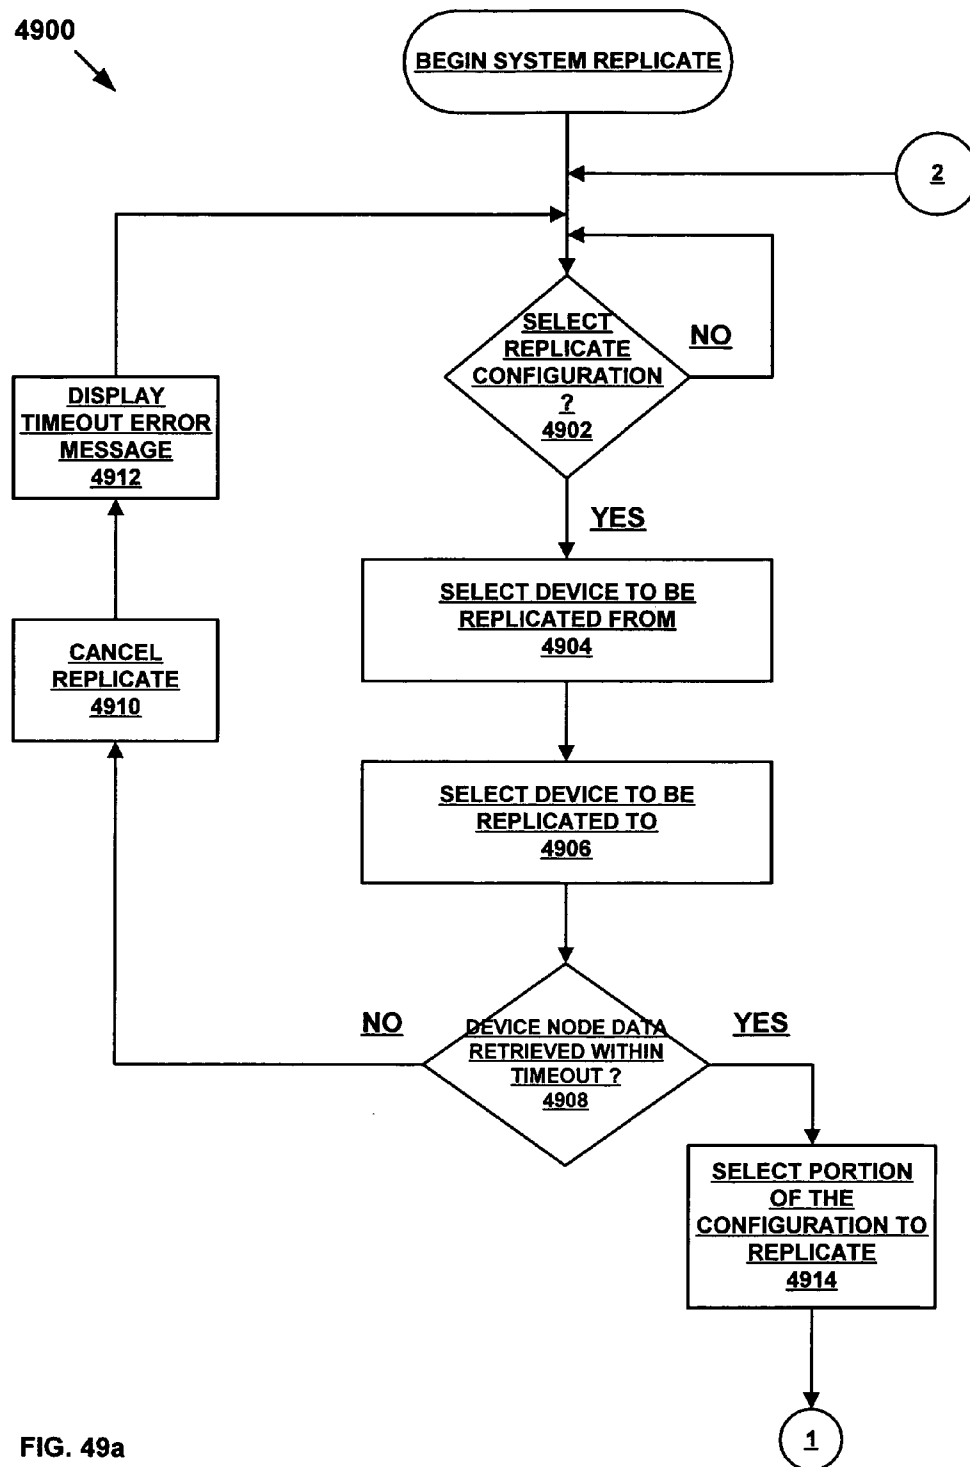 4900
BEGIN SYSTEM REPLICATE
2
SELECT
REPLICATE
CONFIGURATION
?
4902
NO
YES
DISPLAY
TIMEOUT ERROR
MESSAGE
4912
SELECT DEVICE TO BE
REPLICATED FROM
4904
CANCEL
REPLICATE
4910
SELECT DEVICE TO BE
REPLICATED TO
4906
NO
DEVICE NODE DATA
RETRIEVED WITHIN
TIMEOUT ?
4908
YES
SELECT PORTION
OF THE
CONFIGURATION TO
REPLICATE
4914
1
FIG. 49a